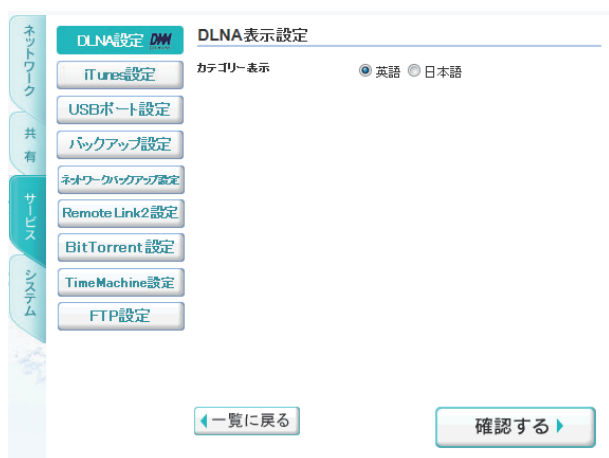 ネットワーク
共有
サービス
システム
DLNA設定 DMM
iTunes設定
USBポート設定
バックアップ設定
ネットワークバックアップ設定
Remote Link2設定
BitTorrent設定
TimeMachine設定
FTP設定
DLNA表示設定
カテゴリー表示
英語 日本語
一覧に戻る
確認する